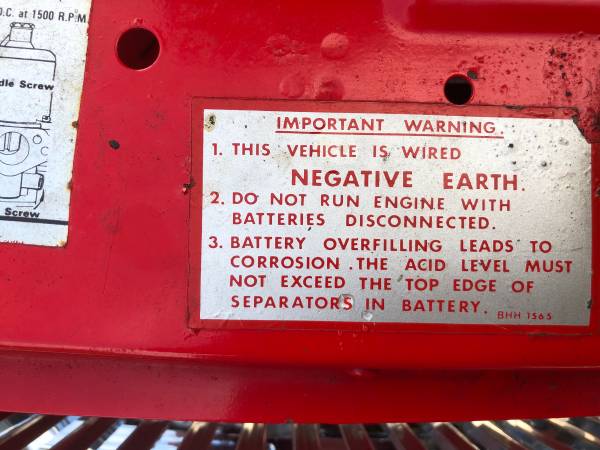 O.C. at 1500 R.P.M
dle Screw
Screw
IMPORTANT WARNING.
1. THIS VEHICLE IS WIRED
NEGATIVE EARTH.
2. DO NOT RUN ENGINE WITH
BATTERIES DISCONNECTED.
3. BATTERY OVERFILLING LEADS TO
CORROSION .THE ACID LEVEL MUST
NOT EXCEED THE TOP EDGE OF
SEPARATORS IN BATTERY.
BHH 1565